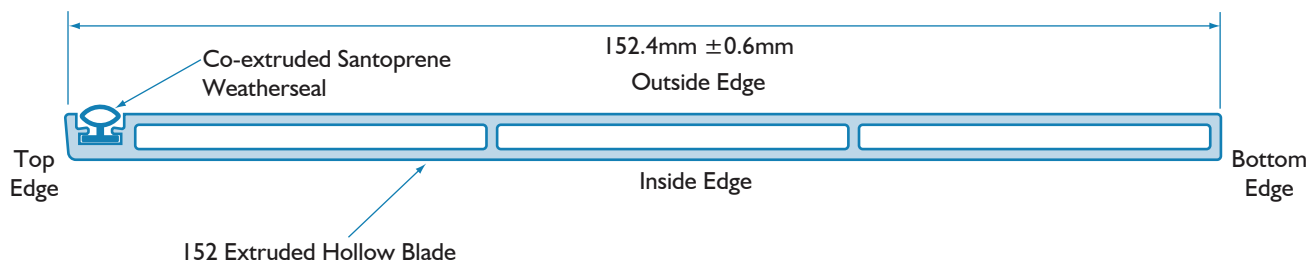 152.4mm ±0.6mm
Co-extruded Santoprene
Weatherseal
Outside Edge
Top
Edge
Inside Edge
Bottom
Edge
152 Extruded Hollow Blade